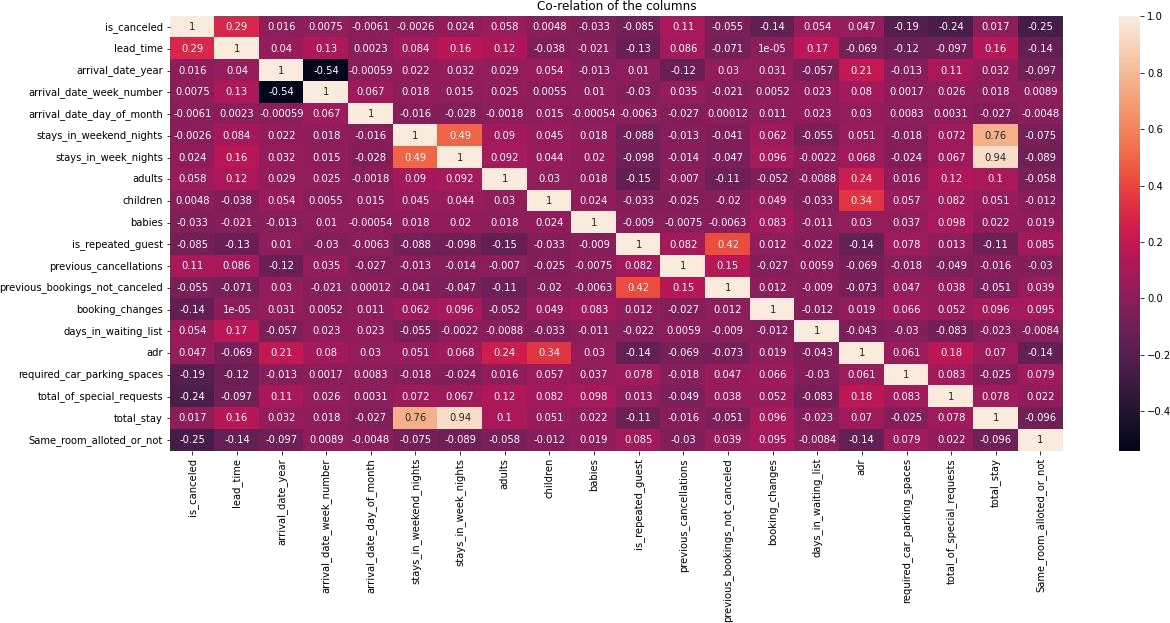 Co-relation of the columns
is_canceled 1 0.29 0.016 0.0075 -0.0061 -0.0026 0.024 0.058 0.0048 -0.033 -0.085 0.11 -0.055 -0.14 0.054 0.047 -0.19 -0.24 0.017 -0.25
lead_time 0.29 1 0.04 0.13 0.0023 0.084 0.16 0.12 -0.038 -0.021 -0.13 0.086 -0.071 1e-05 0.17 -0.069 -0.12 -0.097 0.16 -0.14
arrival_date_year 0.016 0.04 1 -0.54 -0.00059 0.022 0.032 0.029 0.054 -0.013 0.01 -0.12 0.03 0.031 -0.057 0.21 -0.013 0.11 0.032 -0.097
arrival_date_week_number 0.0075 0.13 -0.54 1 0.067 0.018 0.015 0.025 0.0055 0.01 -0.03 0.035 -0.021 0.0052 0.023 0.08 0.0017 0.026 0.018 0.0089
arrival_date_day_of_month -0.0061 0.0023 -0.00059 0.067 1 -0.016 -0.028 -0.0018 0.015 -0.00054 -0.0063 -0.027 0.00012 0.011 0.023 0.03 0.0083 0.0031 -0.027 -0.0048
stays_in_weekend_nights -0.0026 0.084 0.022 0.018 -0.016 1 0.49 0.09 0.045 0.018 -0.088 -0.013 -0.041 0.062 -0.055 0.051 -0.018 0.072 0.76 -0.075
stays_in_week_nights 0.024 0.16 0.032 0.015 -0.028 0.49 1 0.092 0.044 0.02 -0.098 -0.014 -0.047 0.096 -0.0022 0.068 -0.024 0.067 0.94 -0.089
adults 0.058 0.12 0.029 0.025 -0.0018 0.09 0.092 1 0.03 0.018 -0.15 -0.007 -0.11 -0.052 -0.0088 0.24 0.016 0.12 0.1 -0.058
children 0.0048 -0.038 0.054 0.0055 0.015 0.045 0.044 0.03 1 0.024 -0.033 -0.025 -0.02 0.049 -0.033 0.34 0.057 0.082 0.051 -0.012
babies -0.033 -0.021 -0.013 0.01 -0.00054 0.018 0.02 0.018 0.024 1 -0.009 -0.0075 -0.0063 0.083 -0.011 0.03 0.037 0.098 0.022 0.019
is_repeated_guest -0.085 -0.13 0.01 -0.03 -0.0063 -0.088 -0.098 -0.15 -0.033 -0.009 1 0.082 0.42 0.012 -0.022 -0.14 0.078 0.013 -0.11 0.085
previous_cancellations 0.11 0.086 -0.12 0.035 -0.027 -0.013 -0.014 -0.007 -0.025 -0.0075 0.082 1 0.15 -0.027 0.0059 -0.069 -0.018 -0.049 -0.016 -0.03
previous_bookings_not_canceled -0.055 -0.071 0.03 -0.021 0.00012 -0.041 -0.047 -0.11 -0.02 -0.0063 0.42 0.15 1 0.012 -0.009 -0.073 0.047 0.038 -0.051 0.039
booking_changes -0.14 1e-05 0.031 0.0052 0.011 0.062 0.096 -0.052 0.049 0.083 0.012 -0.027 0.012 1 -0.012 0.019 0.066 0.052 0.096 0.095
days_in_waiting_list 0.054 0.17 -0.057 0.023 0.023 -0.055 -0.0022 -0.0088 -0.033 -0.011 -0.022 0.0059 -0.009 -0.012 1 -0.043 -0.03 -0.083 -0.023 -0.0084
adr 0.047 -0.069 0.21 0.08 0.03 0.051 0.068 0.24 0.34 0.03 -0.14 -0.069 -0.073 0.019 -0.043 1 0.061 0.18 0.07 -0.14
required_car_parking_spaces -0.19 -0.12 -0.013 0.0017 0.0083 -0.018 -0.024 0.016 0.057 0.037 0.078 -0.018 0.047 0.066 -0.03 0.061 1 0.083 -0.025 0.079
total_of_special_requests -0.24 -0.097 0.11 0.026 0.0031 0.072 0.067 0.12 0.082 0.098 0.013 -0.049 0.038 0.052 -0.083 0.18 0.083 1 0.078 0.022
total_stay 0.017 0.16 0.032 0.018 -0.027 0.76 0.94 0.1 0.051 0.022 -0.11 -0.016 -0.051 0.096 -0.023 0.07 -0.025 0.078 1 -0.096
Same_room_alloted_or_not -0.25 -0.14 -0.097 0.0089 -0.0048 -0.075 -0.089 -0.058 -0.012 0.019 0.085 -0.03 0.039 0.095 -0.0084 -0.14 0.079 0.022 -0.096 1
is_canceled
lead_time
arrival_date_year
arrival_date_week_number
arrival_date_day_of_month
stays_in_weekend_nights
stays_in_week_nights
adults
children
babies
is_repeated_guest
previous_cancellations
previous_bookings_not_canceled
booking_changes
days_in_waiting_list
adr
required_car_parking_spaces
total_of_special_requests
total_stay
Same_room_alloted_or_not
1.0
0.8
0.6
0.4
0.2
0.0
−0.2
−0.4